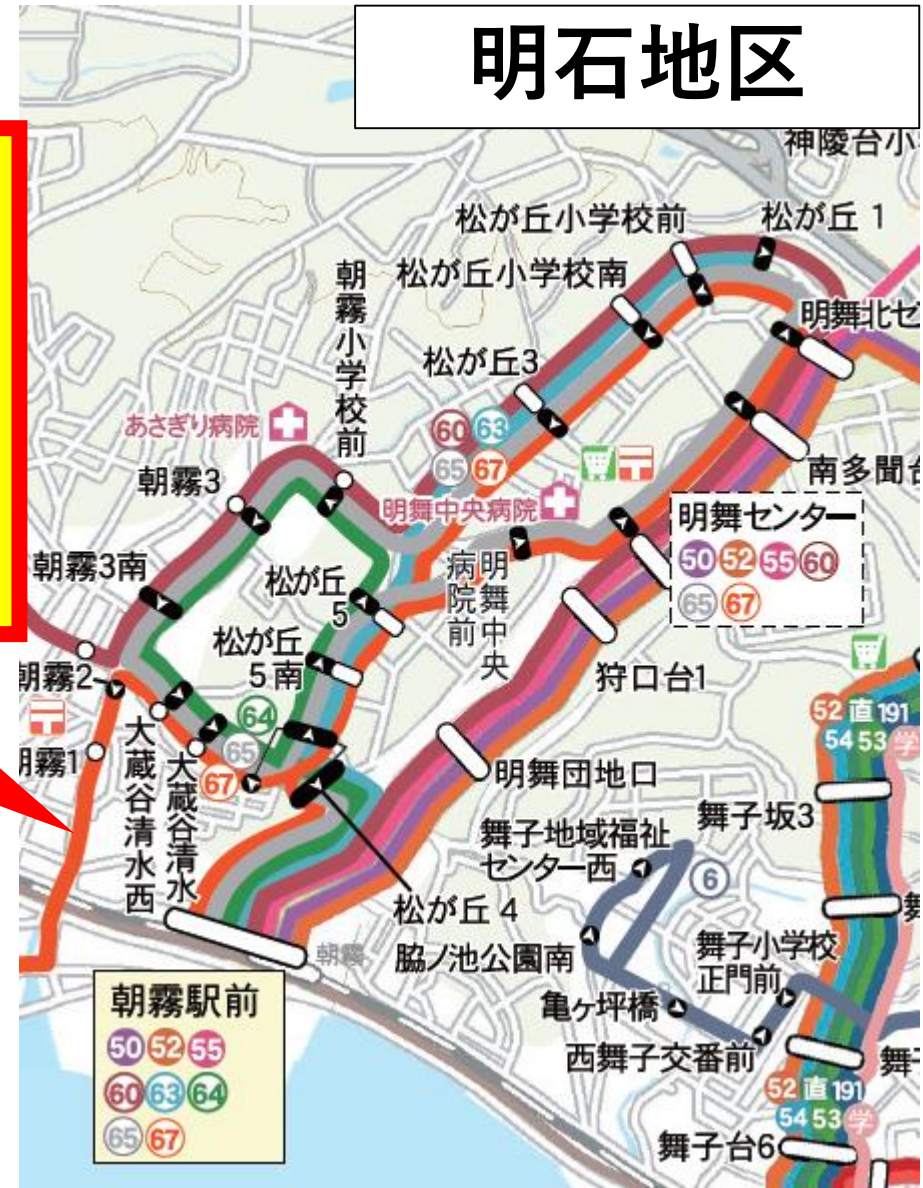 明石地区
神陵台小
松が丘小学校前
松が丘 1
松が丘小学校南
朝霧小学校前
明舞北セ
松が丘3
あさぎり病院
60 63
65 67
朝霧3
南多聞台
明舞中央病院
明舞センター
50 52 55 60
65 67
朝霧3南
松が丘
5
明舞中央
病院前
松が丘
5南
狩口台1
朝霧2
64
65
67
52 直 191
54 53 学
朝霧1
大蔵谷清水西
大蔵谷清水
明舞団地口
舞子坂3
舞子地域福祉
センター西
6
松が丘 4
舞
朝霧
脇ノ池公園南
舞子小学校
正門前
朝霧駅前
50 52 55
60 63 64
65 67
亀ヶ坪橋
西舞子交番前
舞子
52 直 191
54 53 学
舞子台6